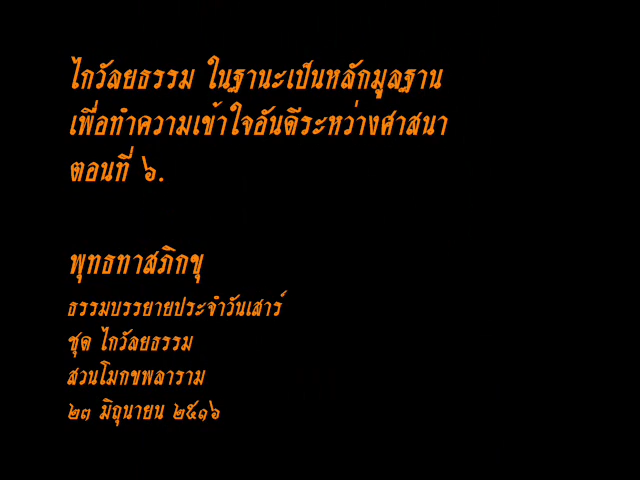 ไกวัลยธรรม ในฐานะเป็นหลักมูลฐาน
เพื่อทำความเข้าใจอันดีระหว่างศาสนา
ตอนที่ ๖.
พุทธทาสภิกขุ
ธรรมบรรยายประจำวันเสาร์
ชุด ไกวัลยธรรม
สวนโมกขพลาราม
๒๓ มิถุนายน ๒๕๑๖